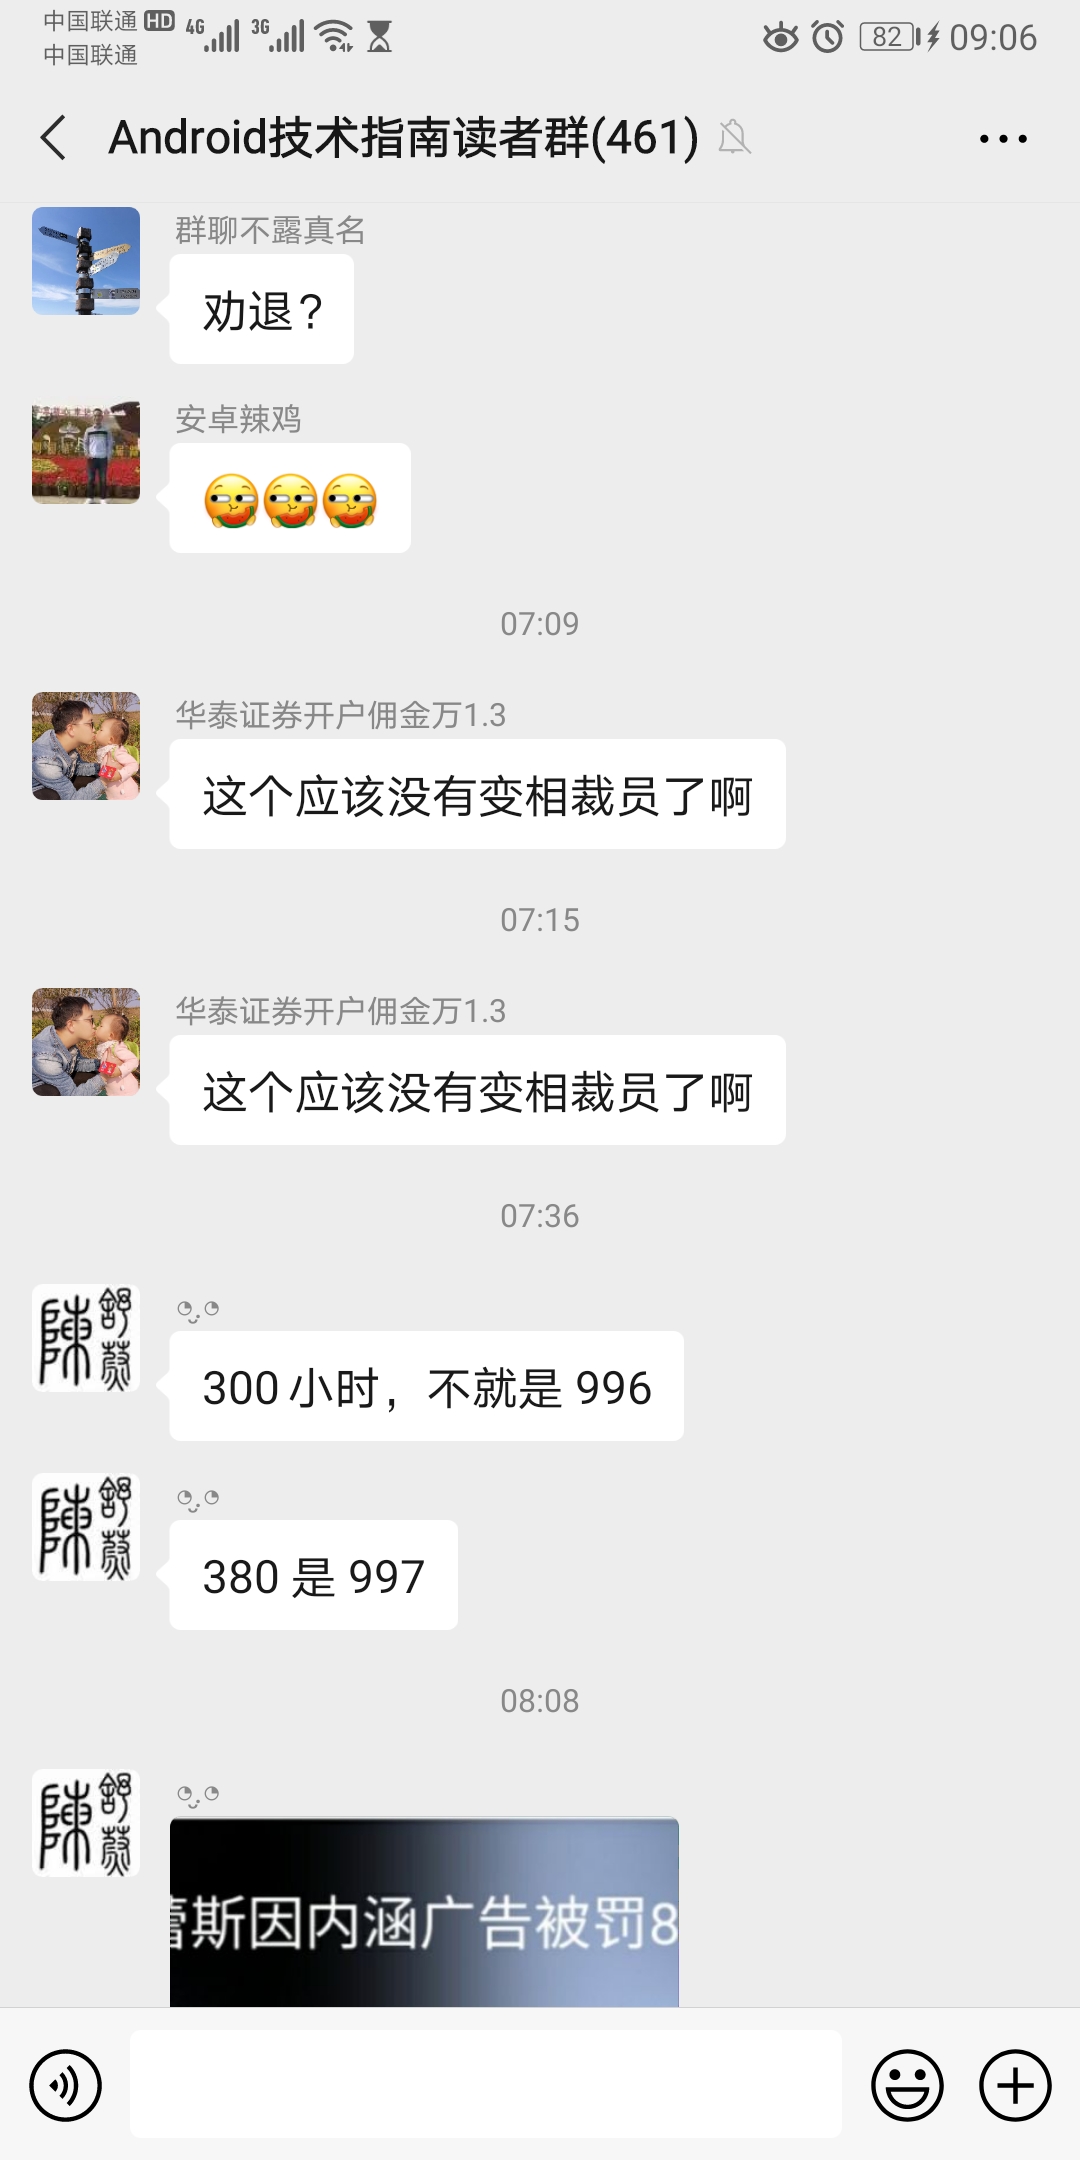 中国联通 HD 4G 3G 82 09:06
中国联通
Android技术指南读者群(461)
群聊不露真名
劝退？
安卓辣鸡
07:09
华泰证券开户佣金万1.3
这个应该没有变相裁员了啊
07:15
华泰证券开户佣金万1.3
这个应该没有变相裁员了啊
07:36
300 小时，不就是 996
380 是 997
08:08
蕾斯因内涵广告被罚8